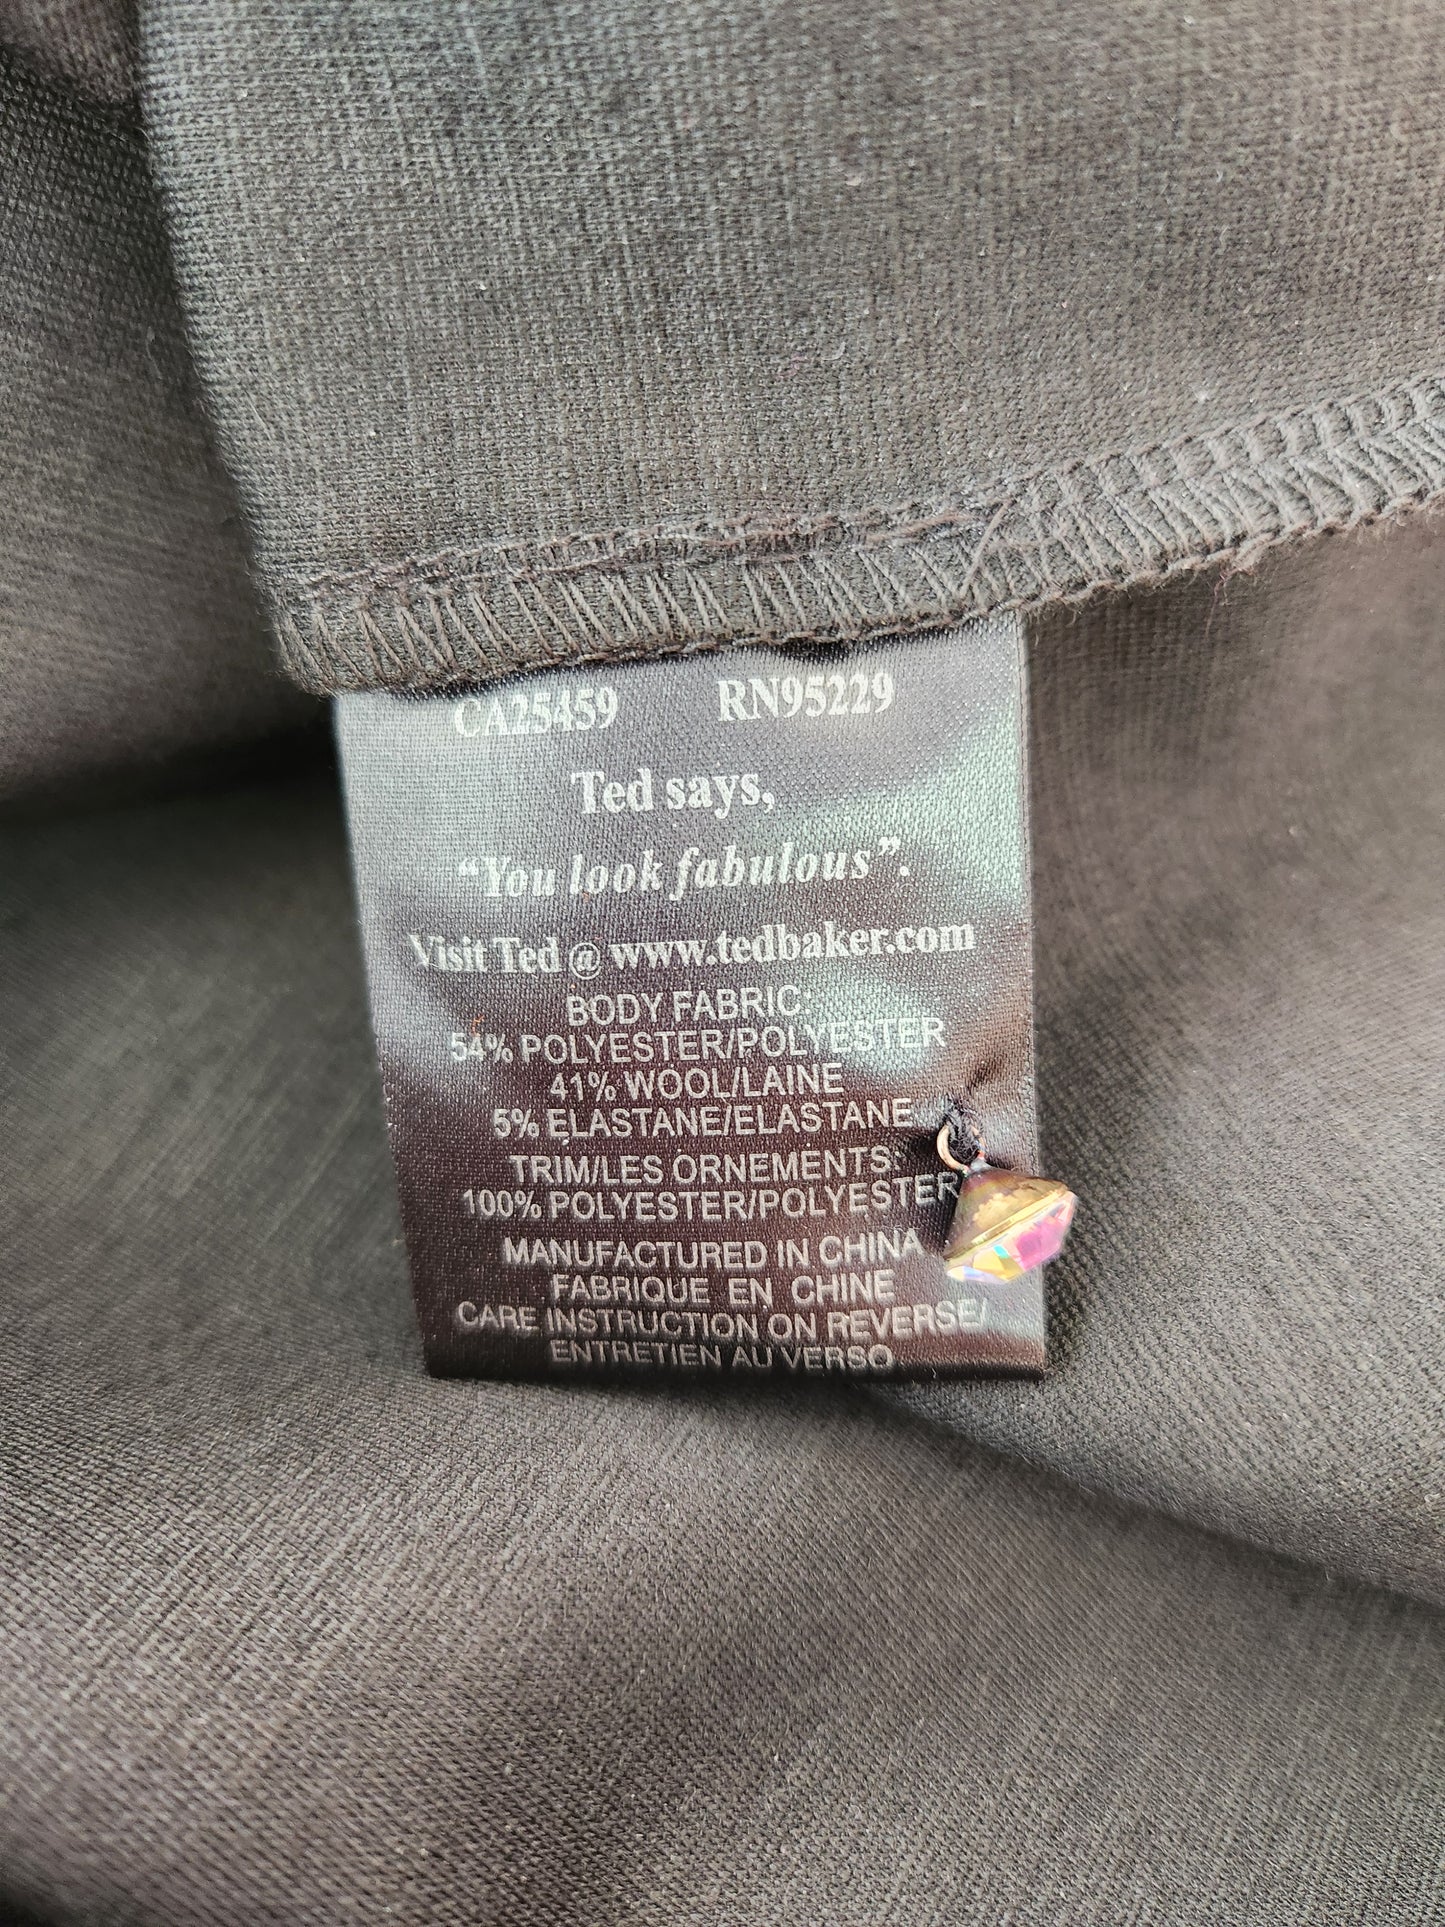 CA25459 RN95229
Ted says,
“You look fabulous”.
Visit Ted @ www.tedbaker.com
BODY FABRIC:
54% POLYESTER/POLYESTER
41% WOOL/LAINE
5% ELASTANE/ELASTANE
TRIM/LES ORNEMENTS:
100% POLYESTER/POLYESTER
MANUFACTURED IN CHINA
FABRIQUE EN CHINE
CARE INSTRUCTION ON REVERSE/
ENTRETIEN AU VERSO